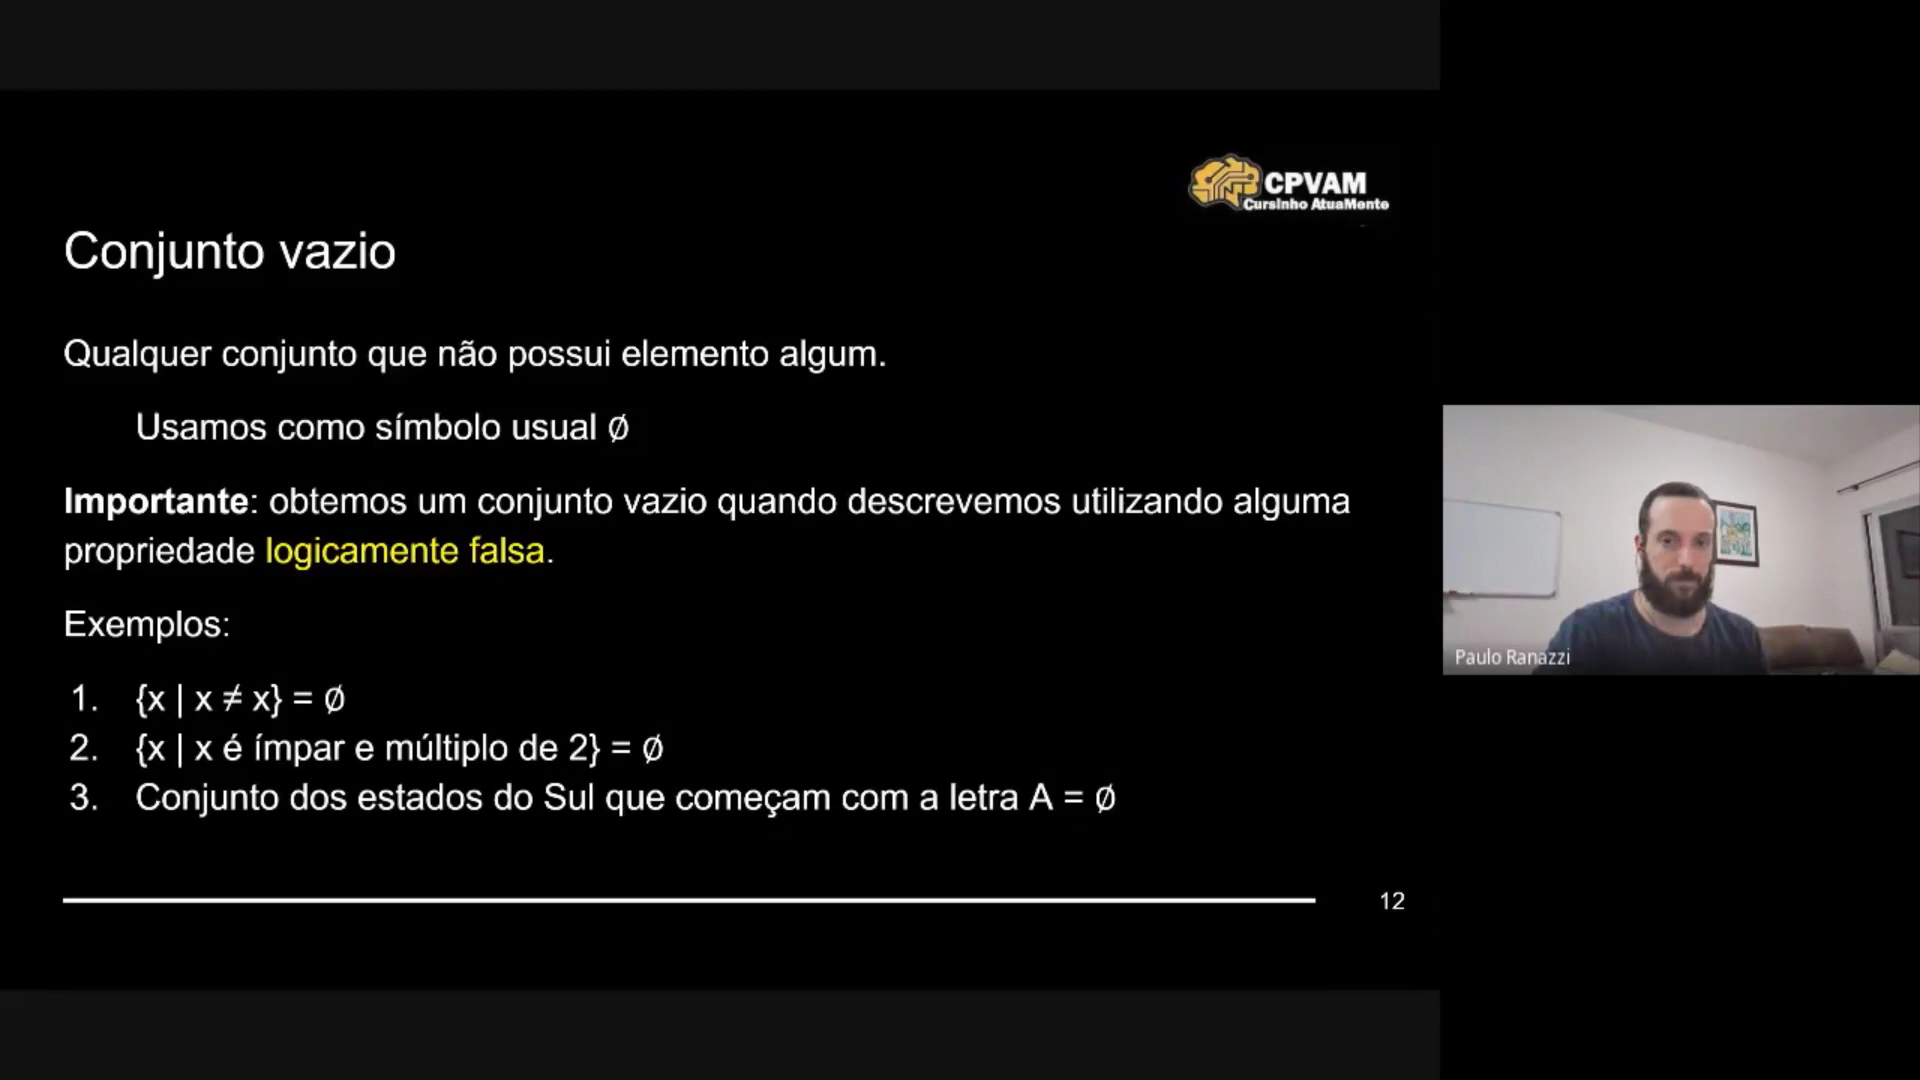 CPVAM
Cursinho AtuaMente
Conjunto vazio
Qualquer conjunto que não possui elemento algum.
Usamos como símbolo usual ∅
Importante: obtemos um conjunto vazio quando descrevemos utilizando alguma
propriedade logicamente falsa.
Exemplos:
1. {x | x ≠ x} = ∅
2. {x | x é ímpar e múltiplo de 2} = ∅
3. Conjunto dos estados do Sul que começam com a letra A = ∅
12
Paulo Ranazzi